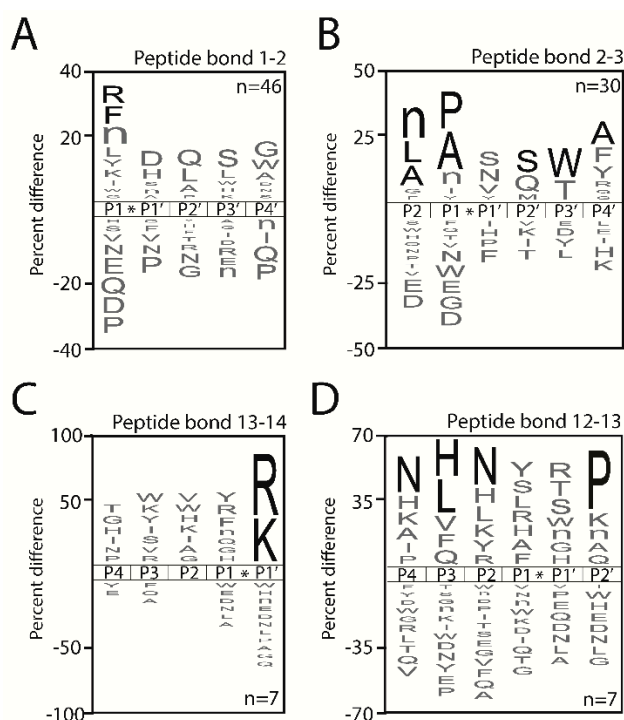 A
Peptide bond 1-2
n=46
Percent difference
40
20
-20
-40
R F n L Y K I
D H
Q L A F
S L W
G W A
P1 * P1' P2' P3' P4'
S V N E Q D P
F V N P
T R N G
D R E n
n I Q P
B
Peptide bond 2-3
n=30
Percent difference
50
25
-25
-50
n L A
P A n I
S N V
S Q
W T
A F Y R
P2 P1 * P1' P2' P3' P4'
V E D
V N W E G D
I H P F
V K I T
E D Y L
L E I H K
C
Peptide bond 13-14
n=7
Percent difference
100
50
-50
-100
T G H I N P
W K Y I S V R
V W H K I A G
Y R F n Q G H
R K
P4 P3 P2 P1 * P1'
Y E
F Q A
W E D N L A
D
Peptide bond 12-13
n=7
Percent difference
70
35
-35
-70
N H K A I P
H L V F Q
N H L K Y R
Y S L R H A F
R T S W n G H
P K n A Q
P4 P3 P2 P1 * P1' P2'
W G R L T Q V
W D N Y E P
S E G V F Q A
K D I Q T G
P E Q D N L A
I W H E D N L G